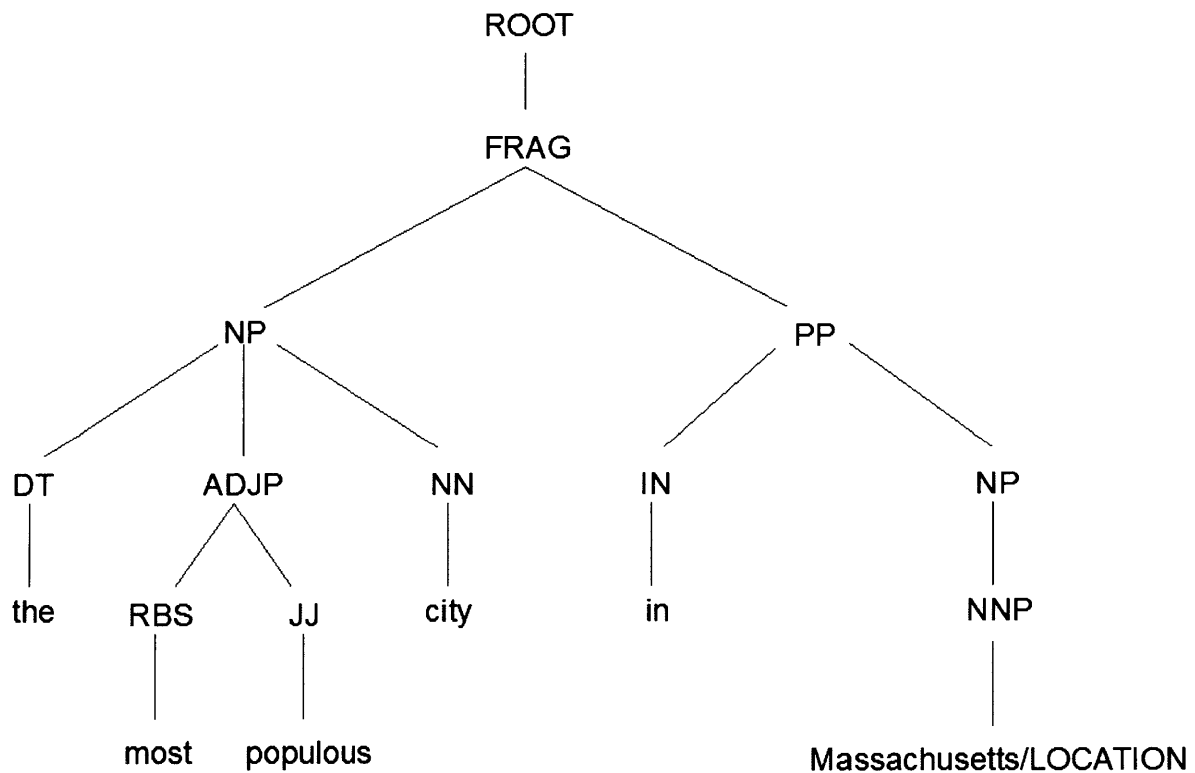 ROOT
FRAG
NP PP
DT ADJP NN IN NP
the RBS JJ city in NNP
most populous Massachusetts/LOCATION